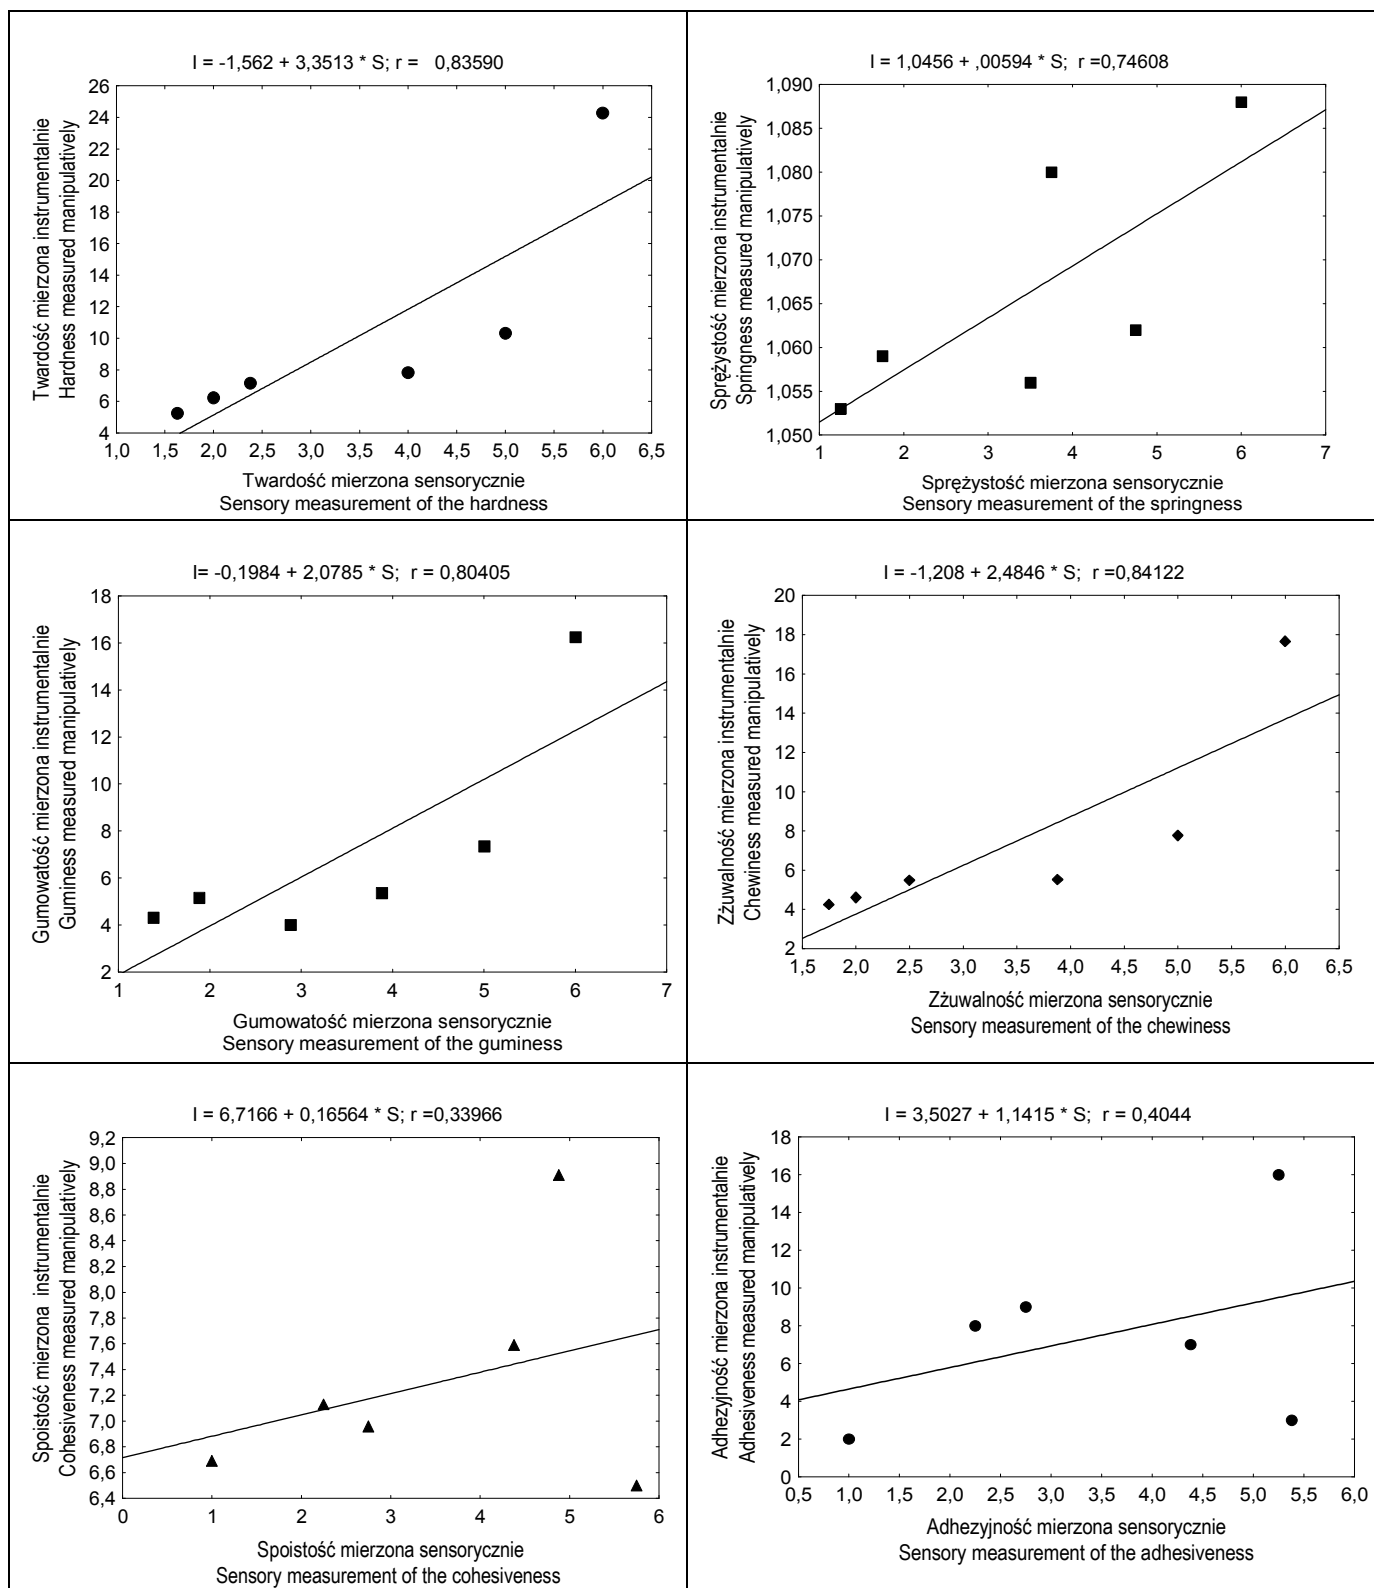 I = -1,562 + 3,3513 * S; r = 0,83590
Twardość mierzona instrumentalnie
Hardness measured manipulatively
26
24
22
20
18
16
14
12
10
8
6
4
1,0 1,5 2,0 2,5 3,0 3,5 4,0 4,5 5,0 5,5 6,0 6,5
Twardość mierzona sensorycznie
Sensory measurement of the hardness
I = 1,0456 + ,00594 * S; r =0,74608
Sprężystość mierzona instrumentalnie
Springness measured manipulatively
1,090
1,085
1,080
1,075
1,070
1,065
1,060
1,055
1,050
1 2 3 4 5 6 7
Sprężystość mierzona sensorycznie
Sensory measurement of the springness
I= -0,1984 + 2,0785 * S; r = 0,80405
Gumowatość mierzona instrumentalnie
Guminess measured manipulatively
18
16
14
12
10
8
6
4
2
1 2 3 4 5 6 7
Gumowatość mierzona sensorycznie
Sensory measurement of the guminess
I = -1,208 + 2,4846 * S; r =0,84122
Zżuwalność mierzona instrumentalnie
Chewiness measured manipulatively
20
18
16
14
12
10
8
6
4
2
1,5 2,0 2,5 3,0 3,5 4,0 4,5 5,0 5,5 6,0 6,5
Zżuwalność mierzona sensorycznie
Sensory measurement of the chewiness
I = 6,7166 + 0,16564 * S; r =0,33966
Spoistość mierzona instrumentalnie
Cohesiveness measured manipulatively
9,2
9,0
8,8
8,6
8,4
8,2
8,0
7,8
7,6
7,4
7,2
7,0
6,8
6,6
6,4
0 1 2 3 4 5 6
Spoistość mierzona sensorycznie
Sensory measurement of the cohesiveness
I = 3,5027 + 1,1415 * S; r = 0,4044
Adhezyjność mierzona instrumentalnie
Adhesiveness measured manipulatively
18
16
14
12
10
8
6
4
2
0
0,5 1,0 1,5 2,0 2,5 3,0 3,5 4,0 4,5 5,0 5,5 6,0
Adhezyjność mierzona sensorycznie
Sensory measurement of the adhesiveness